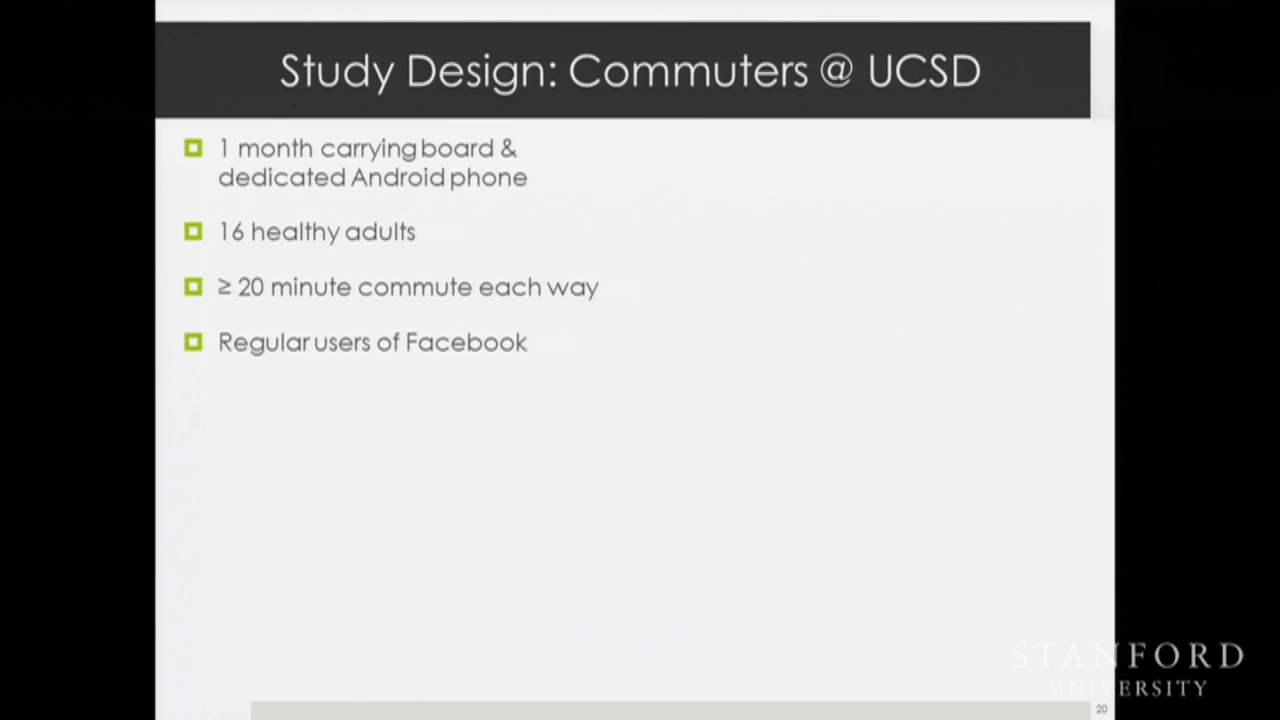 Study Design: Commuters @ UCSD
1 month carrying board &
dedicated Android phone
16 healthy adults
≥ 20 minute commute each way
Regular users of Facebook
STANFORD
UNIVERSITY
20